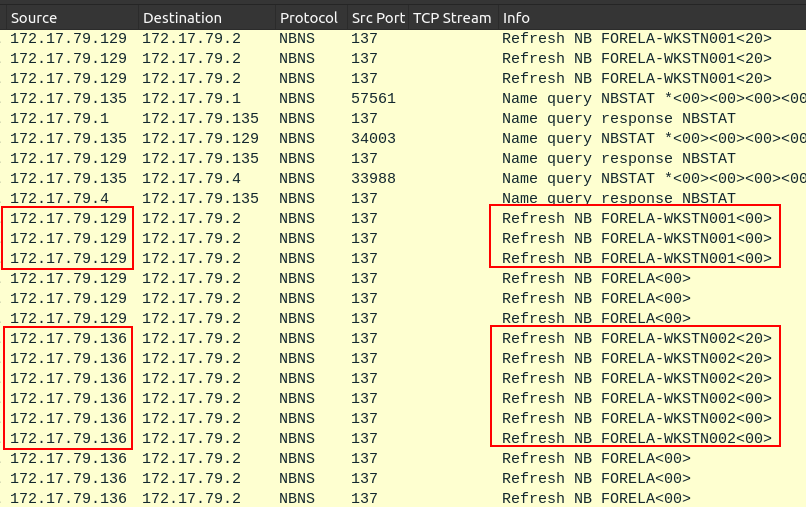 Source Destination Protocol Src Port TCP Stream Info
172.17.79.129 172.17.79.2 NBNS 137 Refresh NB FORELA-WKSTN001<20>
172.17.79.129 172.17.79.2 NBNS 137 Refresh NB FORELA-WKSTN001<20>
172.17.79.129 172.17.79.2 NBNS 137 Refresh NB FORELA-WKSTN001<20>
172.17.79.135 172.17.79.1 NBNS 57561 Name query NBSTAT *<00><00><00><00
172.17.79.1 172.17.79.135 NBNS 137 Name query response NBSTAT
172.17.79.135 172.17.79.129 NBNS 34003 Name query NBSTAT *<00><00><00><00
172.17.79.129 172.17.79.135 NBNS 137 Name query response NBSTAT
172.17.79.135 172.17.79.4 NBNS 33988 Name query NBSTAT *<00><00><00><00
172.17.79.4 172.17.79.135 NBNS 137 Name query response NBSTAT
172.17.79.129 172.17.79.2 NBNS 137 Refresh NB FORELA-WKSTN001<00>
172.17.79.129 172.17.79.2 NBNS 137 Refresh NB FORELA-WKSTN001<00>
172.17.79.129 172.17.79.2 NBNS 137 Refresh NB FORELA-WKSTN001<00>
172.17.79.129 172.17.79.2 NBNS 137 Refresh NB FORELA<00>
172.17.79.129 172.17.79.2 NBNS 137 Refresh NB FORELA<00>
172.17.79.129 172.17.79.2 NBNS 137 Refresh NB FORELA<00>
172.17.79.136 172.17.79.2 NBNS 137 Refresh NB FORELA-WKSTN002<20>
172.17.79.136 172.17.79.2 NBNS 137 Refresh NB FORELA-WKSTN002<20>
172.17.79.136 172.17.79.2 NBNS 137 Refresh NB FORELA-WKSTN002<20>
172.17.79.136 172.17.79.2 NBNS 137 Refresh NB FORELA-WKSTN002<00>
172.17.79.136 172.17.79.2 NBNS 137 Refresh NB FORELA-WKSTN002<00>
172.17.79.136 172.17.79.2 NBNS 137 Refresh NB FORELA-WKSTN002<00>
172.17.79.136 172.17.79.2 NBNS 137 Refresh NB FORELA<00>
172.17.79.136 172.17.79.2 NBNS 137 Refresh NB FORELA<00>
172.17.79.136 172.17.79.2 NBNS 137 Refresh NB FORELA<00>